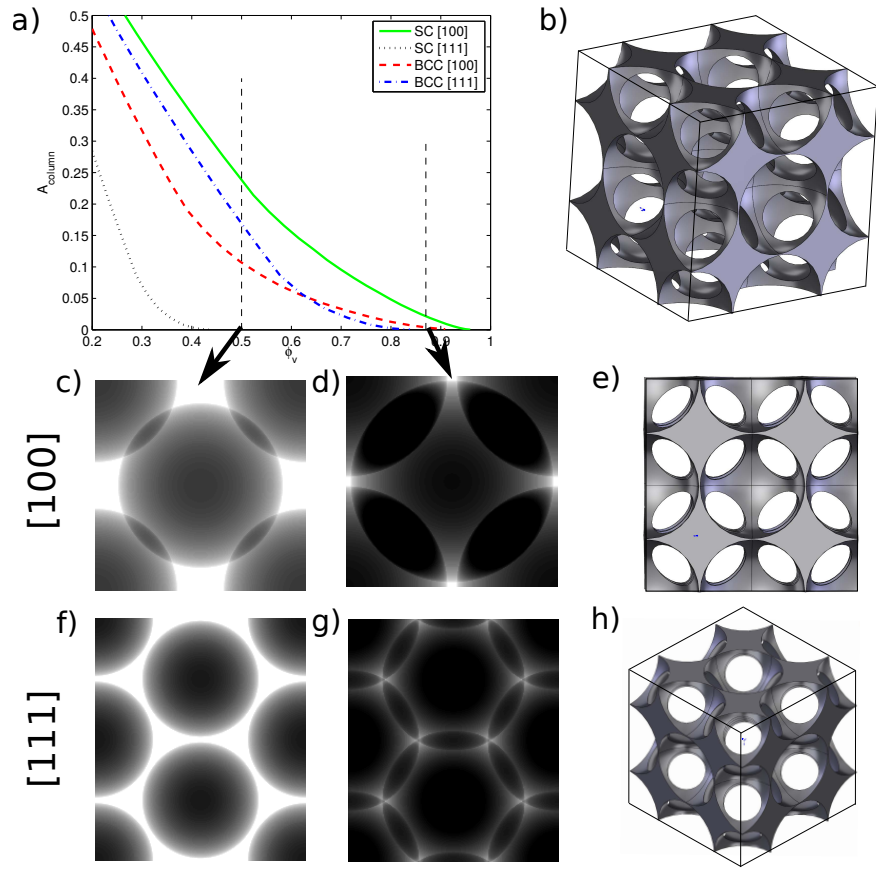 a)
0.5
0.45
0.4
0.35
0.3
0.25
0.2
0.15
0.1
0.05
0
A_column
0.2 0.3 0.4 0.5 0.6 0.7 0.8 0.9 1
ϕ_v
SC [100]
SC [111]
BCC [100]
BCC [111]
b)
c)
d)
e)
[100]
f)
g)
h)
[111]